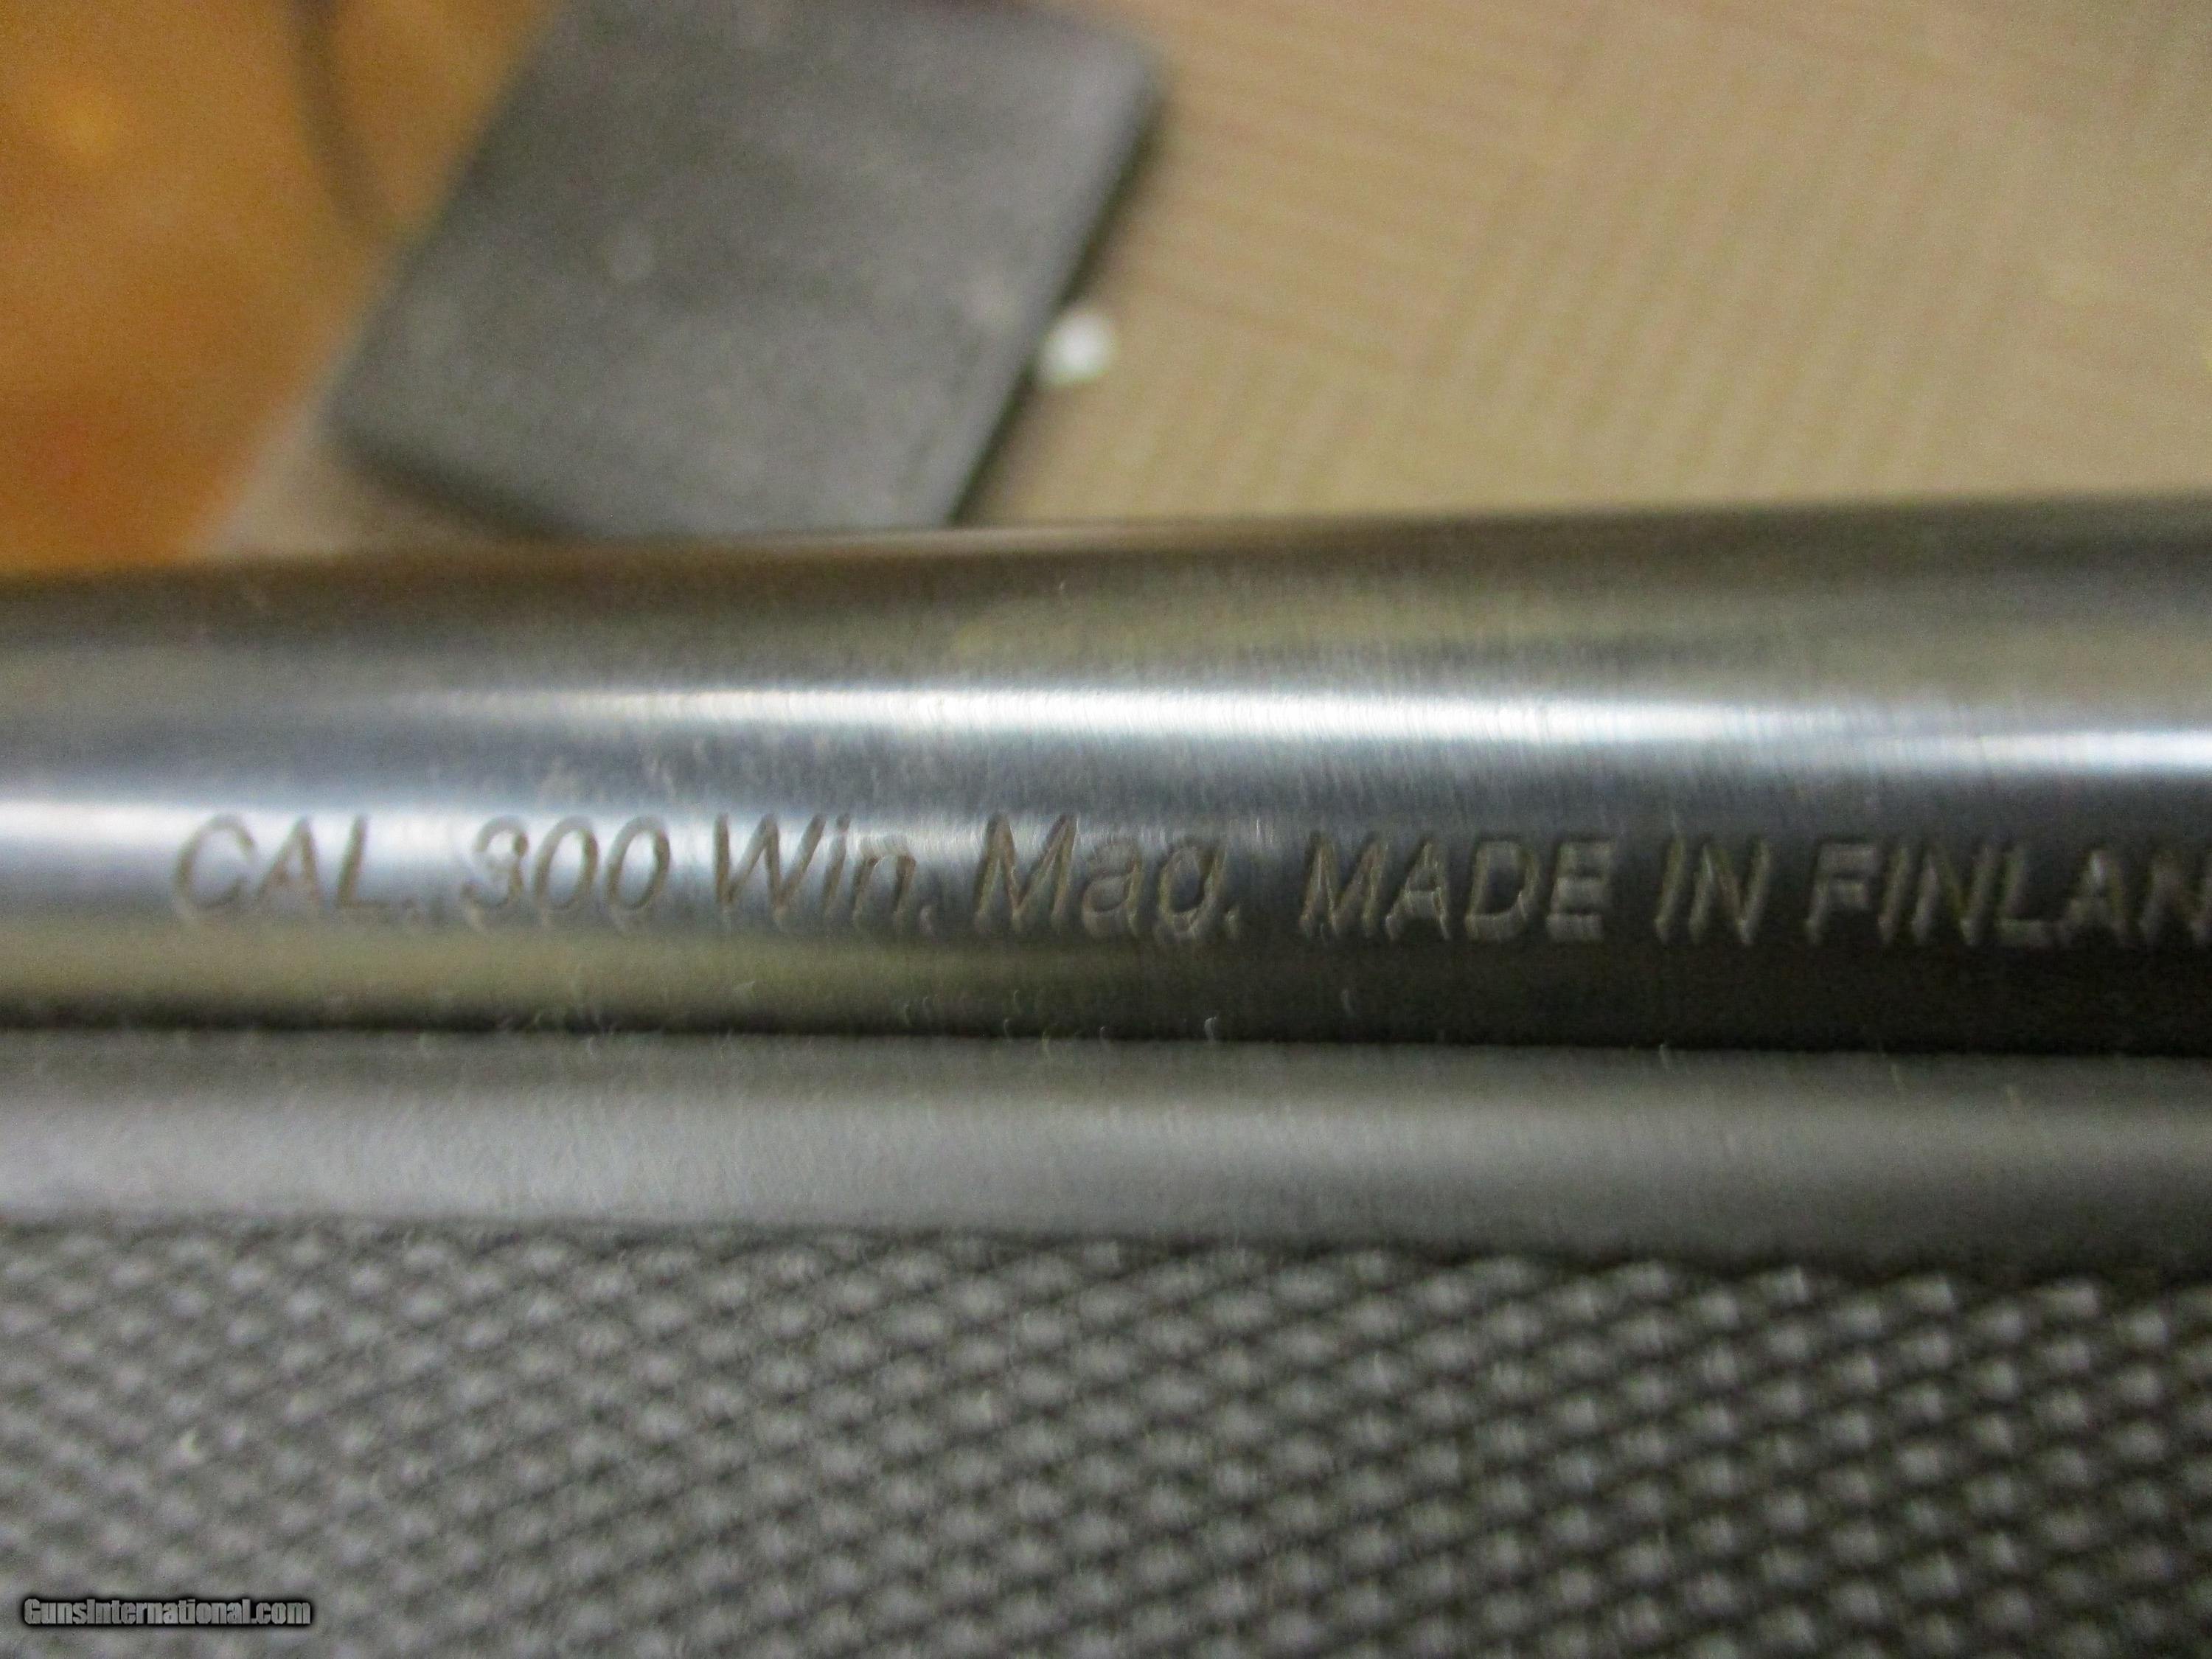 CAL. .300 Win. Mag. MADE IN FINLAN
GunsInternational.com